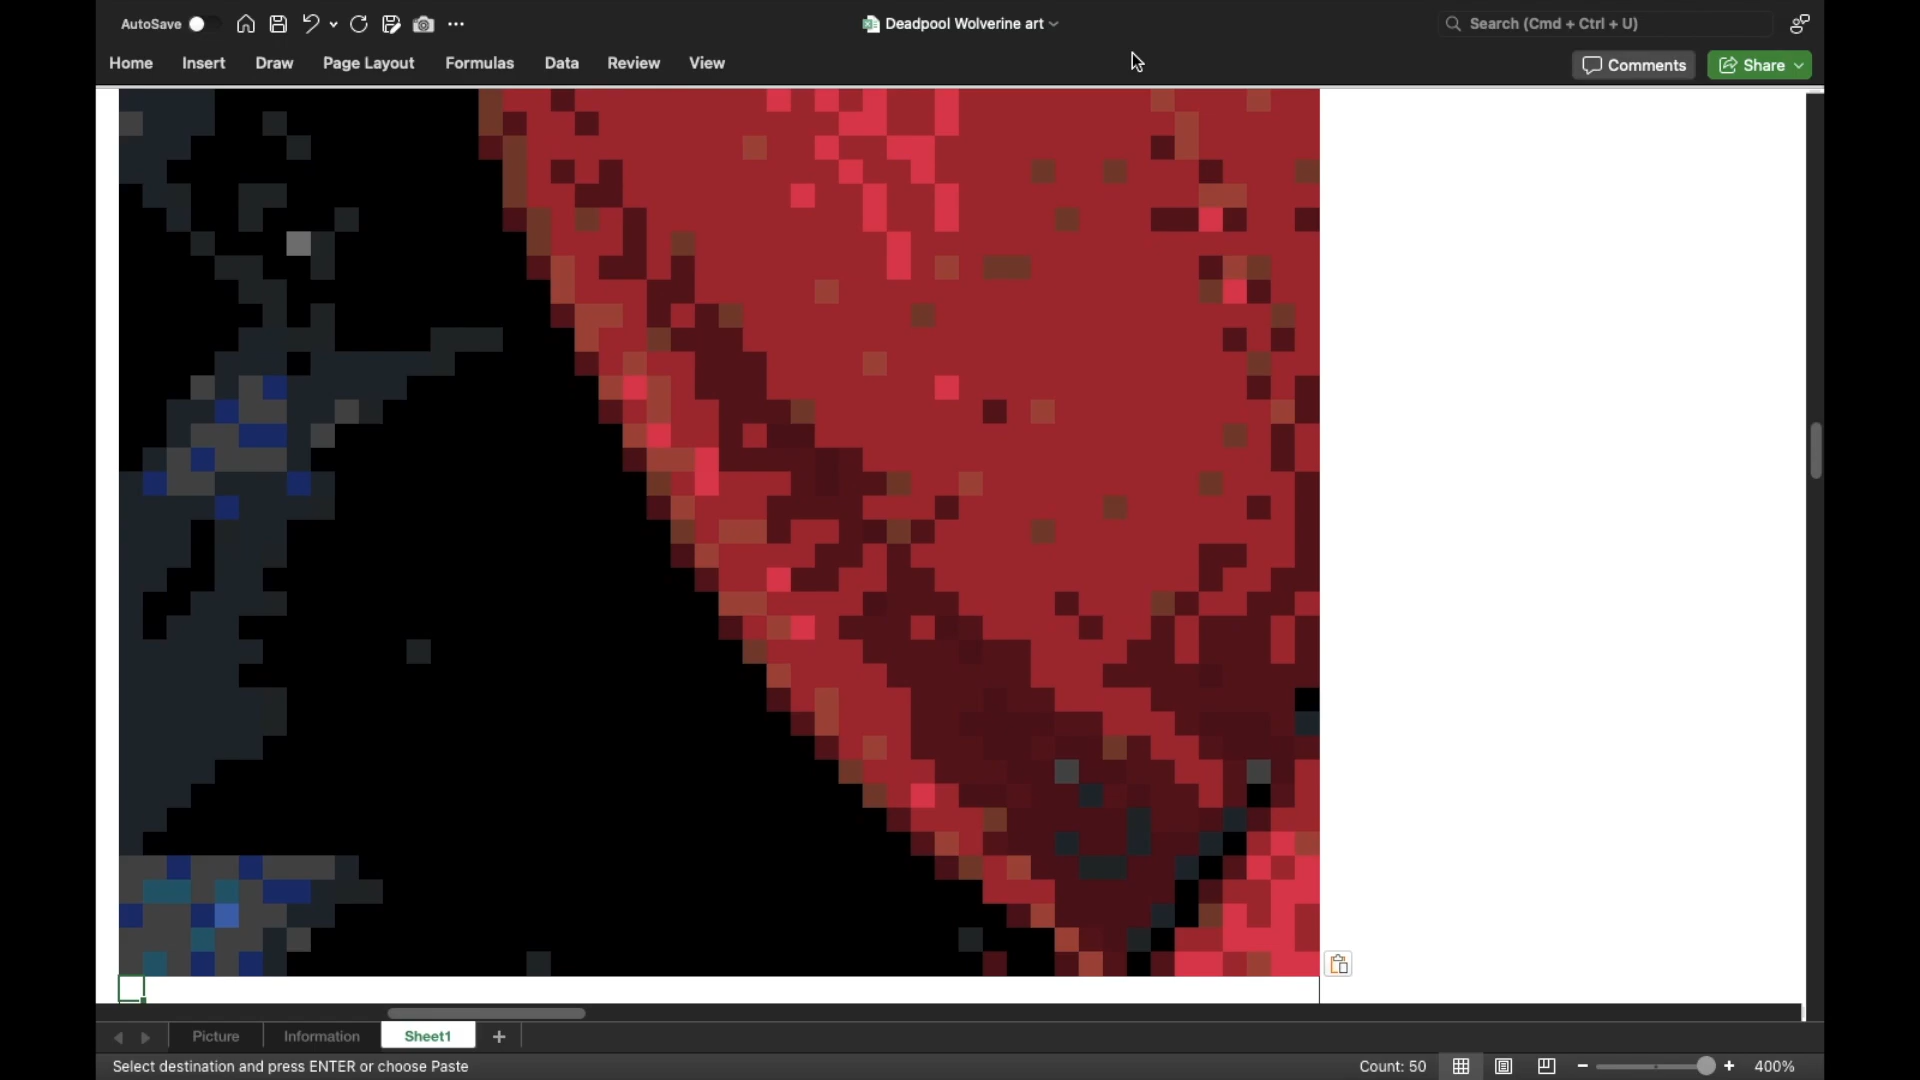 AutoSave
Deadpool Wolverine art
Search (Cmd + Ctrl + U)
Home Insert Draw Page Layout Formulas Data Review View
Comments Share
Picture Information Sheet1
Select destination and press ENTER or choose Paste
Count: 50
400%